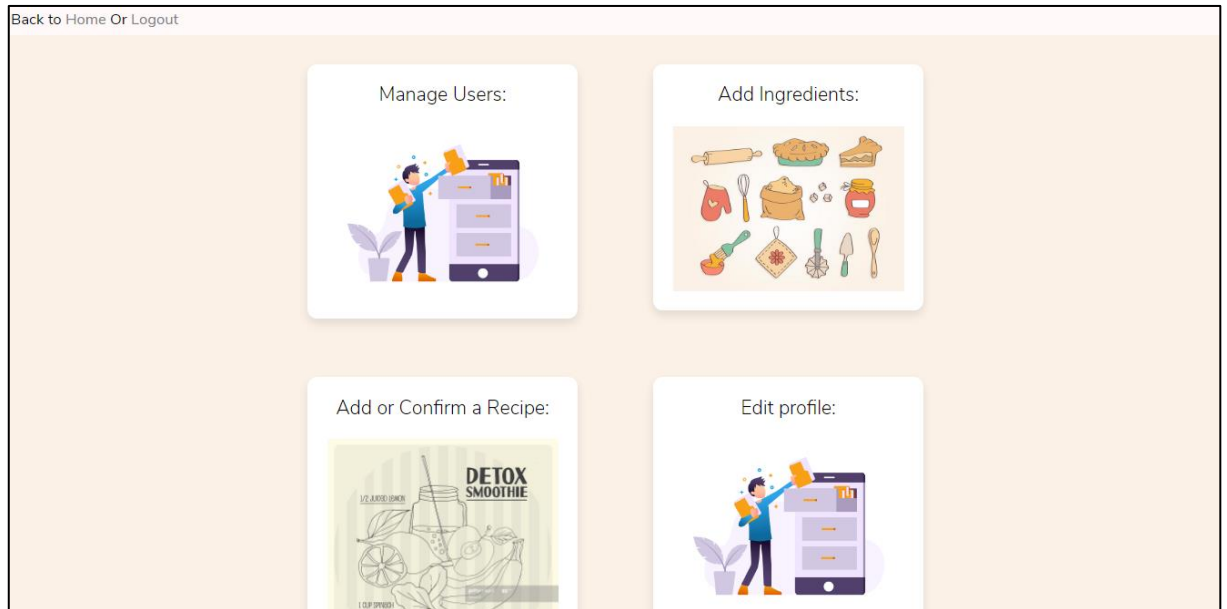 Back to Home Or Logout
Manage Users:
Add Ingredients:
Add or Confirm a Recipe:
Edit profile:
DETOX
SMOOTHIE
1/2 JUICED LEMON
1 CUP SPINACH